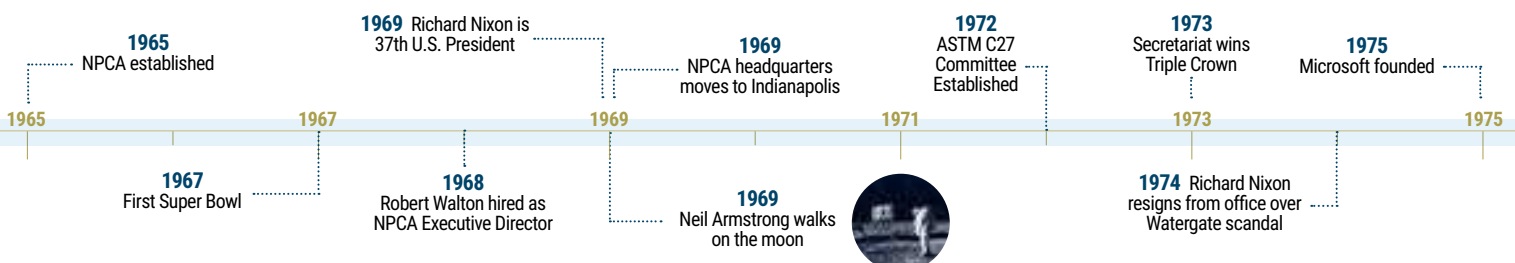 1965
NPCA established
1969 Richard Nixon is
37th U.S. President
1969
NPCA headquarters
moves to Indianapolis
1972
ASTM C27
Committee
Established
1973
Secretariat wins
Triple Crown
1975
Microsoft founded
1965
1967
1969
1971
1973
1975
1967
First Super Bowl
1968
Robert Walton hired as
NPCA Executive Director
1969
Neil Armstrong walks
on the moon
1974 Richard Nixon
resigns from office over
Watergate scandal